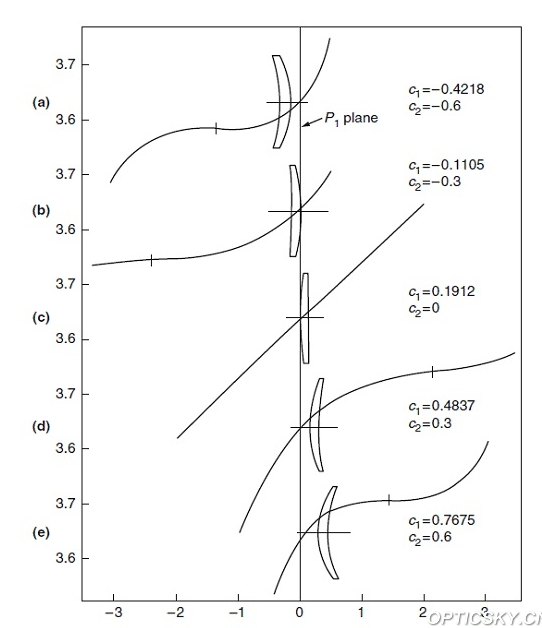 3.7
(a)
c₁=−0.4218
c₂=−0.6
3.6
P₁ plane
3.7
c₁=−0.1105
c₂=−0.3
(b)
3.6
3.7
c₁=0.1912
c₂=0
(c)
3.6
3.7
c₁=0.4837
c₂=0.3
(d)
3.6
3.7
c₁=0.7675
c₂=0.6
(e)
3.6
−3 −2 −1 0 1 2 3
OPTICSKY.CN